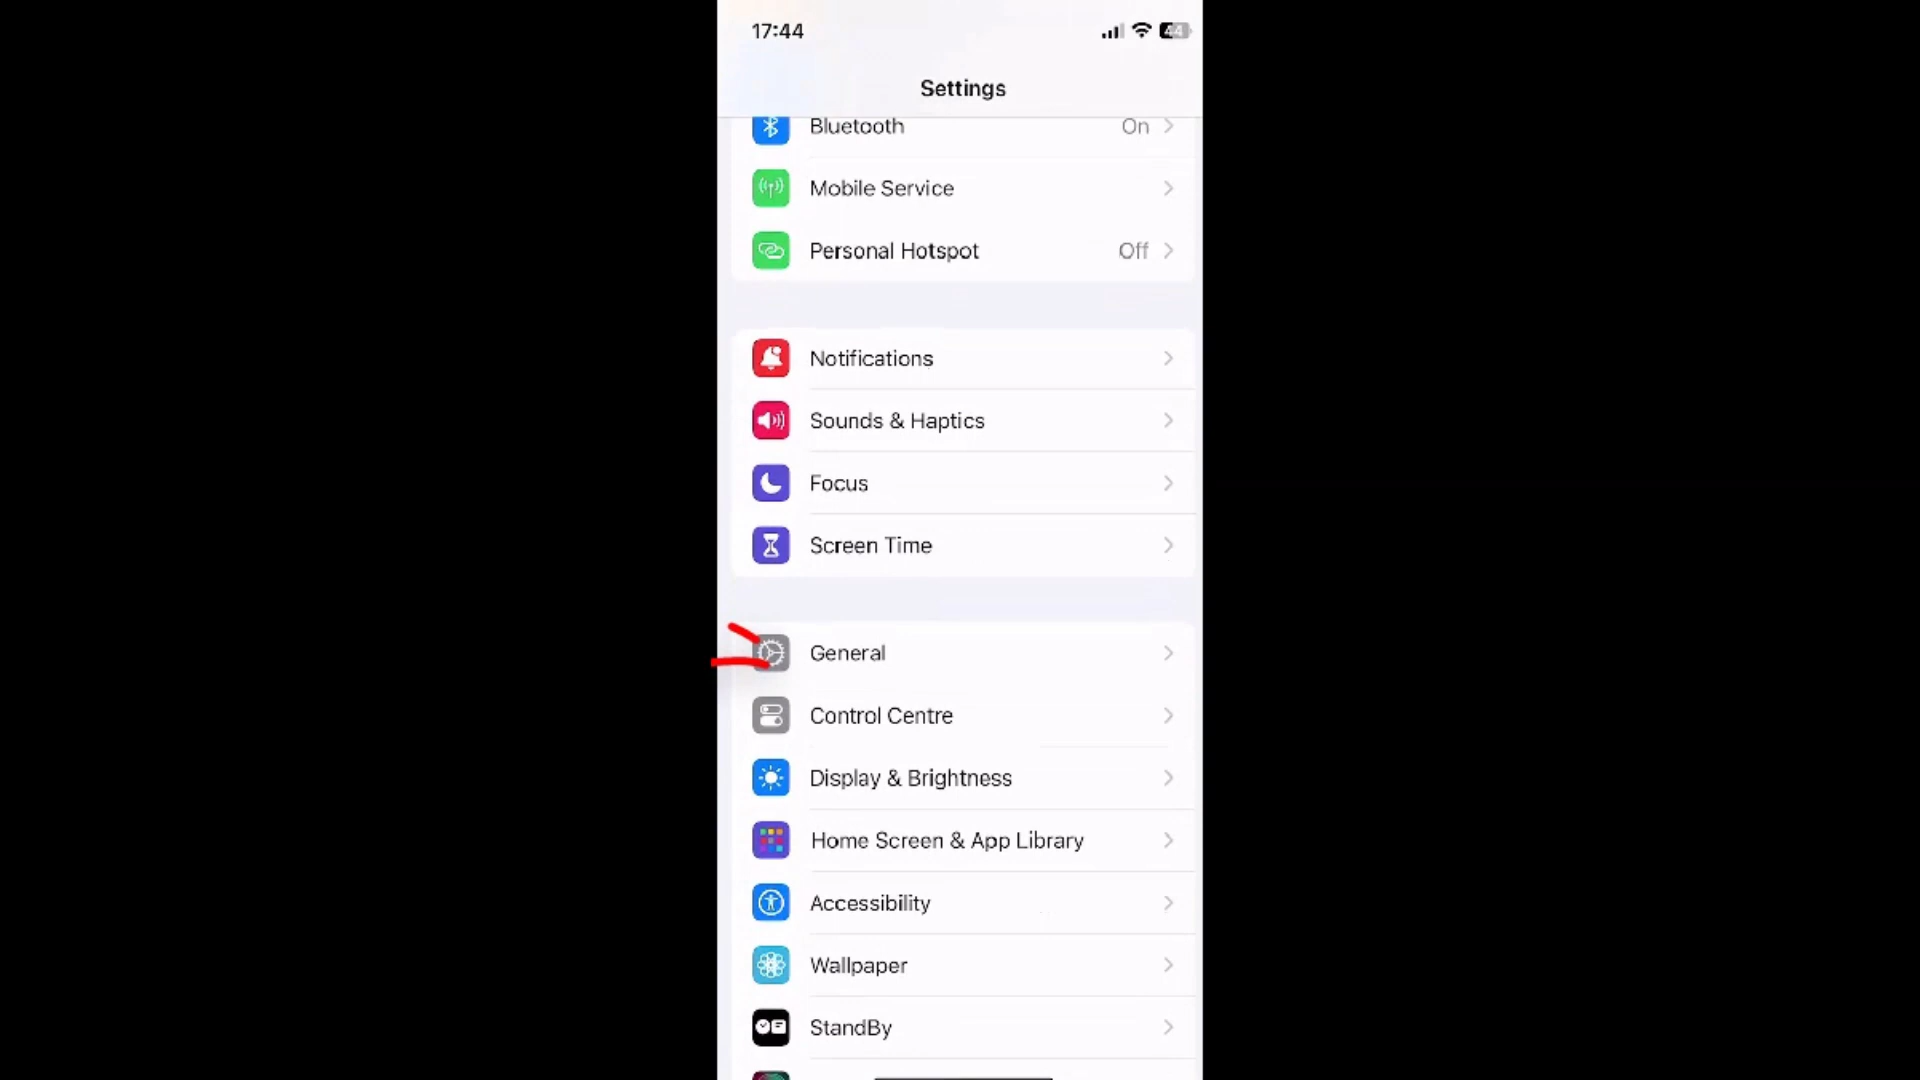 17:44
44
Settings
Bluetooth On
Mobile Service
Personal Hotspot Off
Notifications
Sounds & Haptics
Focus
Screen Time
General
Control Centre
Display & Brightness
Home Screen & App Library
Accessibility
Wallpaper
StandBy